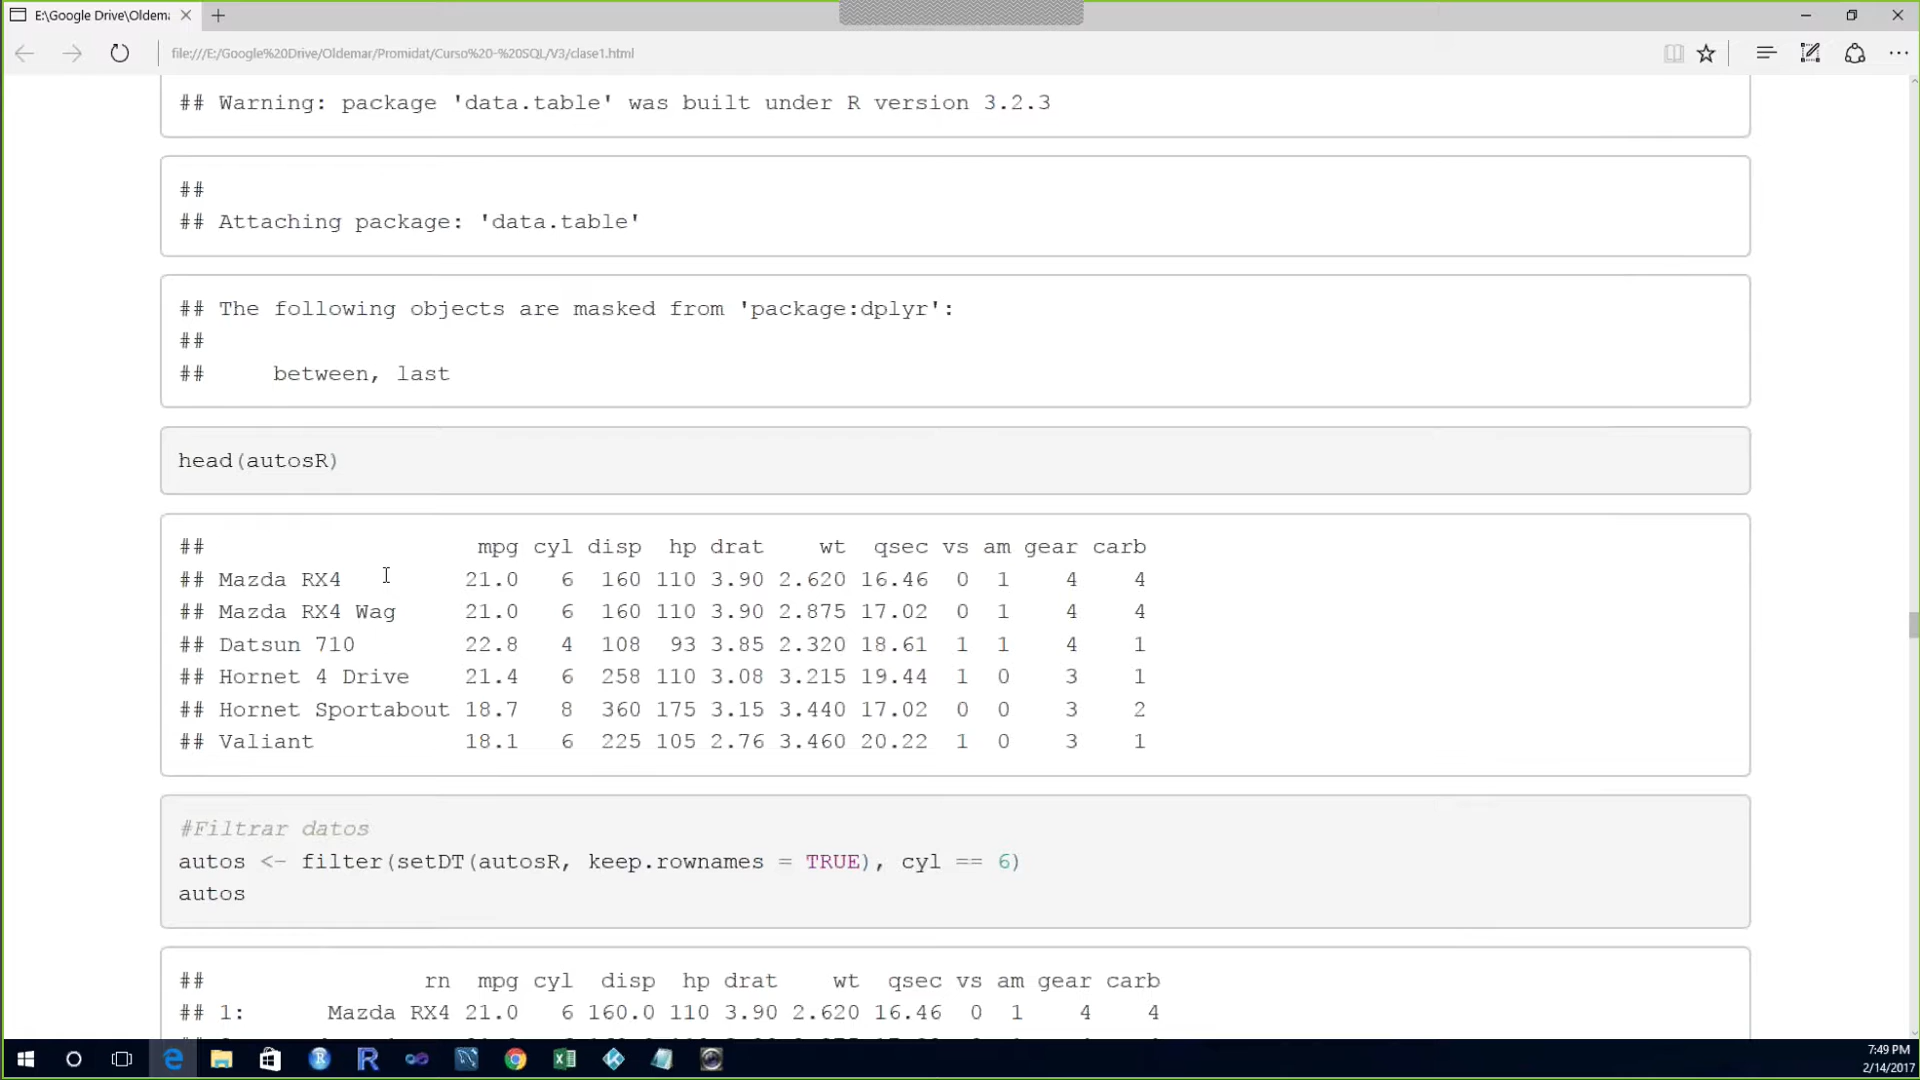 E:\Google Drive\Oldema
file:///E:/Google%20Drive/Oldemar/Promidat/Curso%20-%20SQL/V3/clase1.html
## Warning: package 'data.table' was built under R version 3.2.3
##
## Attaching package: 'data.table'
## The following objects are masked from 'package:dplyr':
##
## between, last
head(autosR)
## mpg cyl disp hp drat wt qsec vs am gear carb
## Mazda RX4 21.0 6 160 110 3.90 2.620 16.46 0 1 4 4
## Mazda RX4 Wag 21.0 6 160 110 3.90 2.875 17.02 0 1 4 4
## Datsun 710 22.8 4 108 93 3.85 2.320 18.61 1 1 4 1
## Hornet 4 Drive 21.4 6 258 110 3.08 3.215 19.44 1 0 3 1
## Hornet Sportabout 18.7 8 360 175 3.15 3.440 17.02 0 0 3 2
## Valiant 18.1 6 225 105 2.76 3.460 20.22 1 0 3 1
#Filtrar datos
autos <- filter(setDT(autosR, keep.rownames = TRUE), cyl == 6)
autos
## rn mpg cyl disp hp drat wt qsec vs am gear carb
## 1: Mazda RX4 21.0 6 160.0 110 3.90 2.620 16.46 0 1 4 4
7:49 PM
2/14/2017